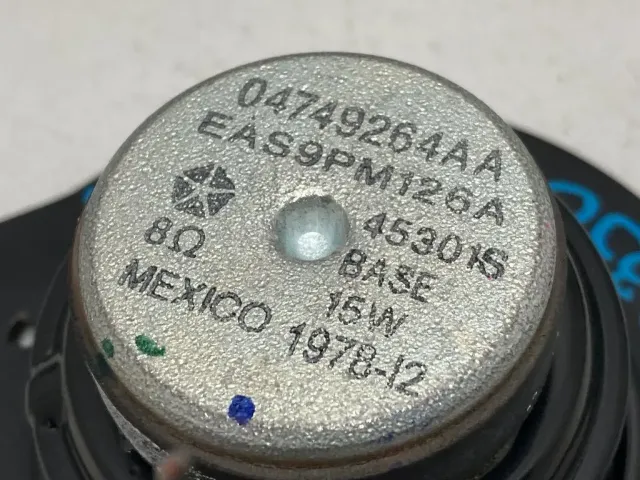 04749264AA
EAS9PM126A
45301S
8Ω BASE
15W
MEXICO 1978-12